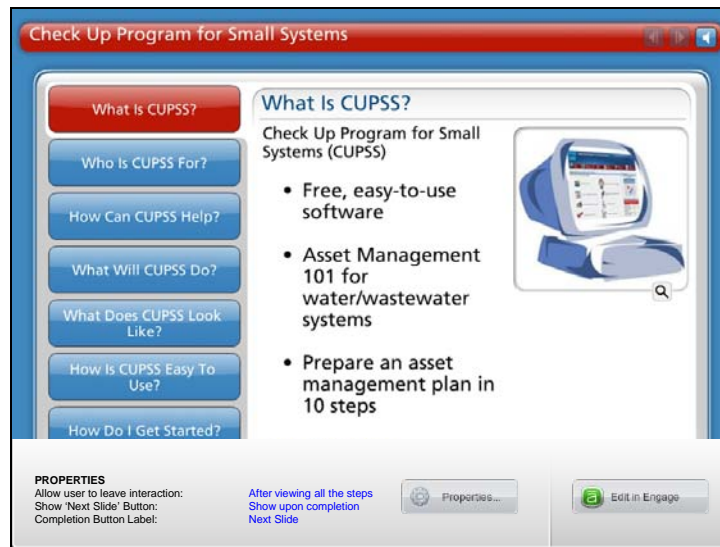 Check Up Program for Small Systems
What Is CUPSS?
Who Is CUPSS For?
How Can CUPSS Help?
What Will CUPSS Do?
What Does CUPSS Look
Like?
How Is CUPSS Easy To
Use?
How Do I Get Started?
What Is CUPSS?
Check Up Program for Small
Systems (CUPSS)
• Free, easy-to-use
software
• Asset Management
101 for
water/wastewater
systems
• Prepare an asset
management plan in
10 steps
PROPERTIES
Allow user to leave interaction: After viewing all the steps
Show ‘Next Slide’ Button: Show upon completion
Completion Button Label: Next Slide
Properties...
Edit in Engage